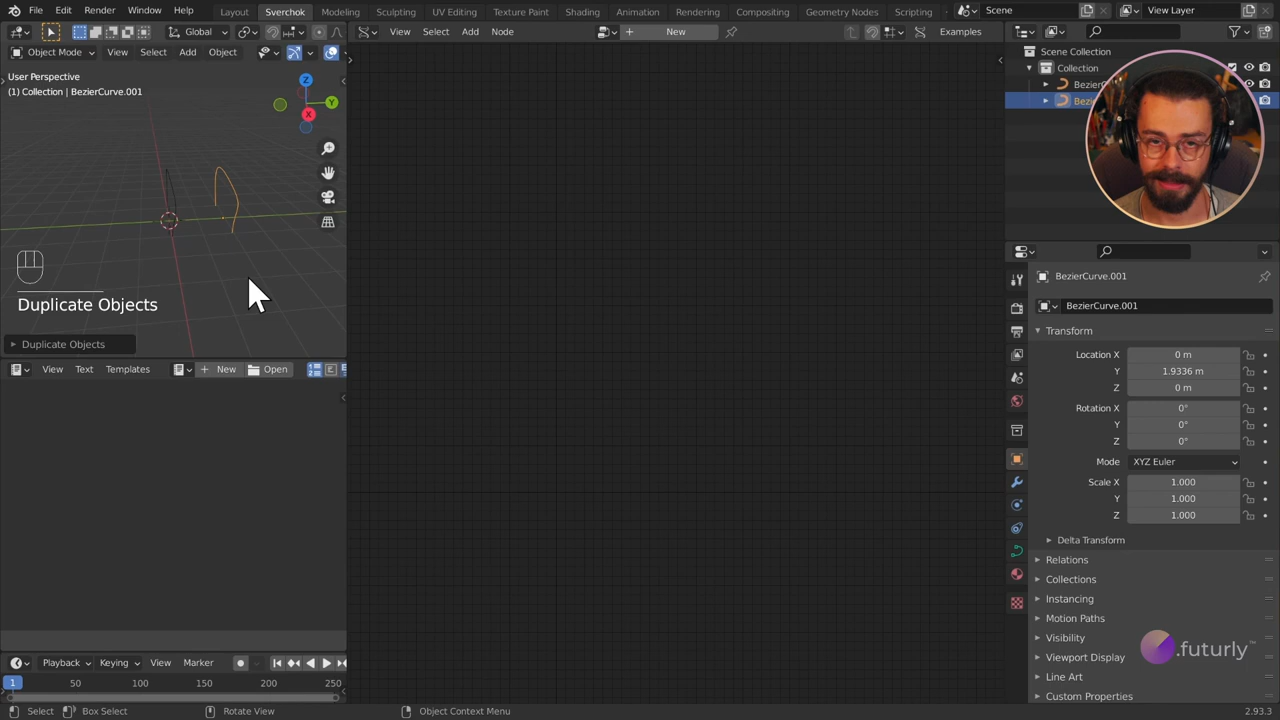 File Edit Render Window Help Layout Sverchok Modeling Sculpting UV Editing Texture Paint Shading Animation Rendering Compositing Geometry Nodes Scripting Scene View Layer
Global
View Select Add Node New Examples
Object Mode View Select Add Object
User Perspective
(1) Collection | BezierCurve.001
Z
Y
X
Duplicate Objects
Duplicate Objects
View Text Templates New Open
Playback Keying View Marker
1 50 100 150 200 250
Select Box Select Rotate View Object Context Menu 2.93.3
Scene Collection
Collection
BezierC
Bezi
BezierCurve.001
BezierCurve.001
Transform
Location X 0 m
Y 1.9336 m
Z 0 m
Rotation X 0°
Y 0°
Z 0°
Mode XYZ Euler
Scale X 1.000
Y 1.000
Z 1.000
Delta Transform
Relations
Collections
Instancing
Motion Paths
Visibility
Viewport Display
Line Art
Custom Properties
.futurly